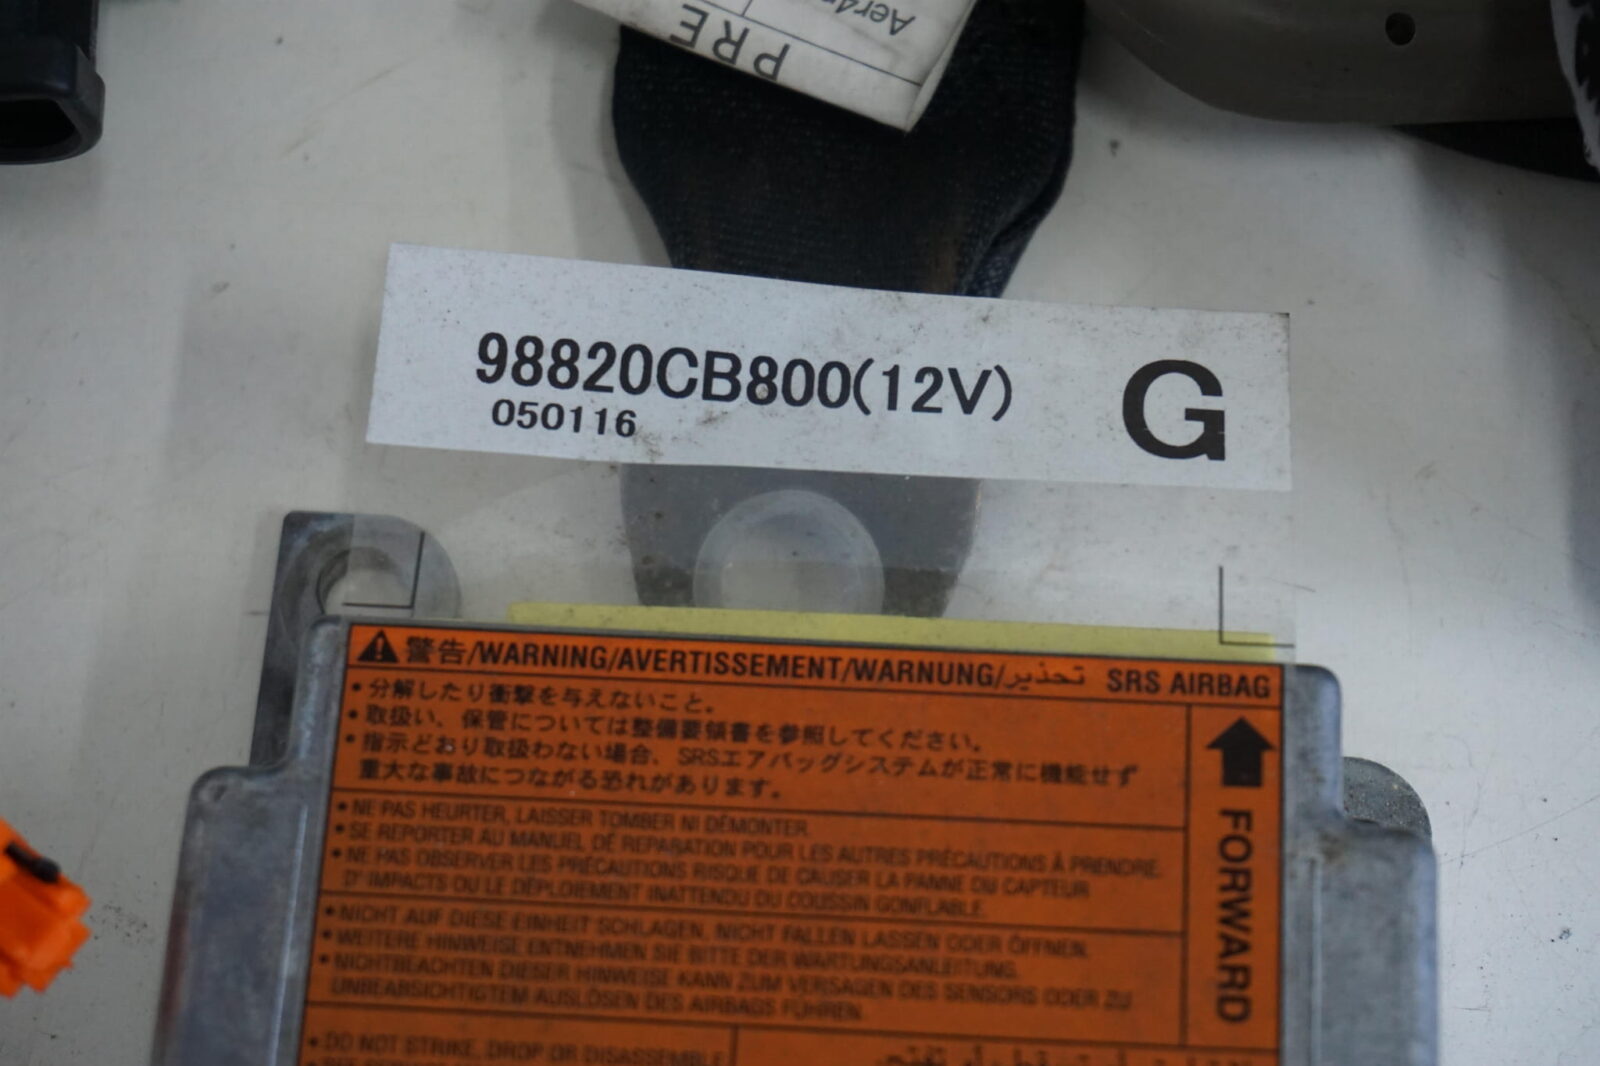 PRE
98820CB800(12V) G
050116
警告/WARNING/AVERTISSEMENT/WARNUNG/تحذير SRS AIRBAG
・分解したり衝撃を与えないこと。
・取扱い、保管については整備要領書を参照してください。
・指示どおり取扱わない場合、SRSエアバッグシステムが正常に機能せず
重大な事故につながる恐れがあります。
• NE PAS HEURTER, LAISSER TOMBER NI DÉMONTER.
• SE REPORTER AU MANUEL DE REPARATION POUR LES AUTRES PRÉCAUTIONS À PRENDRE.
• NE PAS OBSERVER LES PRÉCAUTIONS RISQUE DE CAUSER LA PANNE DU CAPTEUR
D' IMPACTS OU LE DÉPLOIEMENT INATTENDU DU COUSSIN GONFLABLE.
• NICHT AUF DIESE EINHEIT SCHLAGEN, NICHT FALLEN LASSEN ODER ÖFFNEN.
• WEITERE HINWEISE ENTNEHMEN SIE BITTE DER WARTUNGSANLEITUNG.
• NICHTBEACHTEN DIESER HINWEISE KANN ZUM VERSAGEN DES SENSORS ODER ZU
UNBEABSICHTIGTEM AUSLÖSEN DES AIRBAGS FÜHREN.
• DO NOT STRIKE, DROP OR DISASSEMBLE
FORWARD